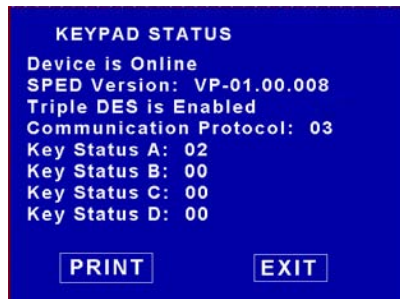 KEYPAD STATUS
Device is Online
SPED Version: VP-01.00.008
Triple DES is Enabled
Communication Protocol: 03
Key Status A: 02
Key Status B: 00
Key Status C: 00
Key Status D: 00
PRINT EXIT